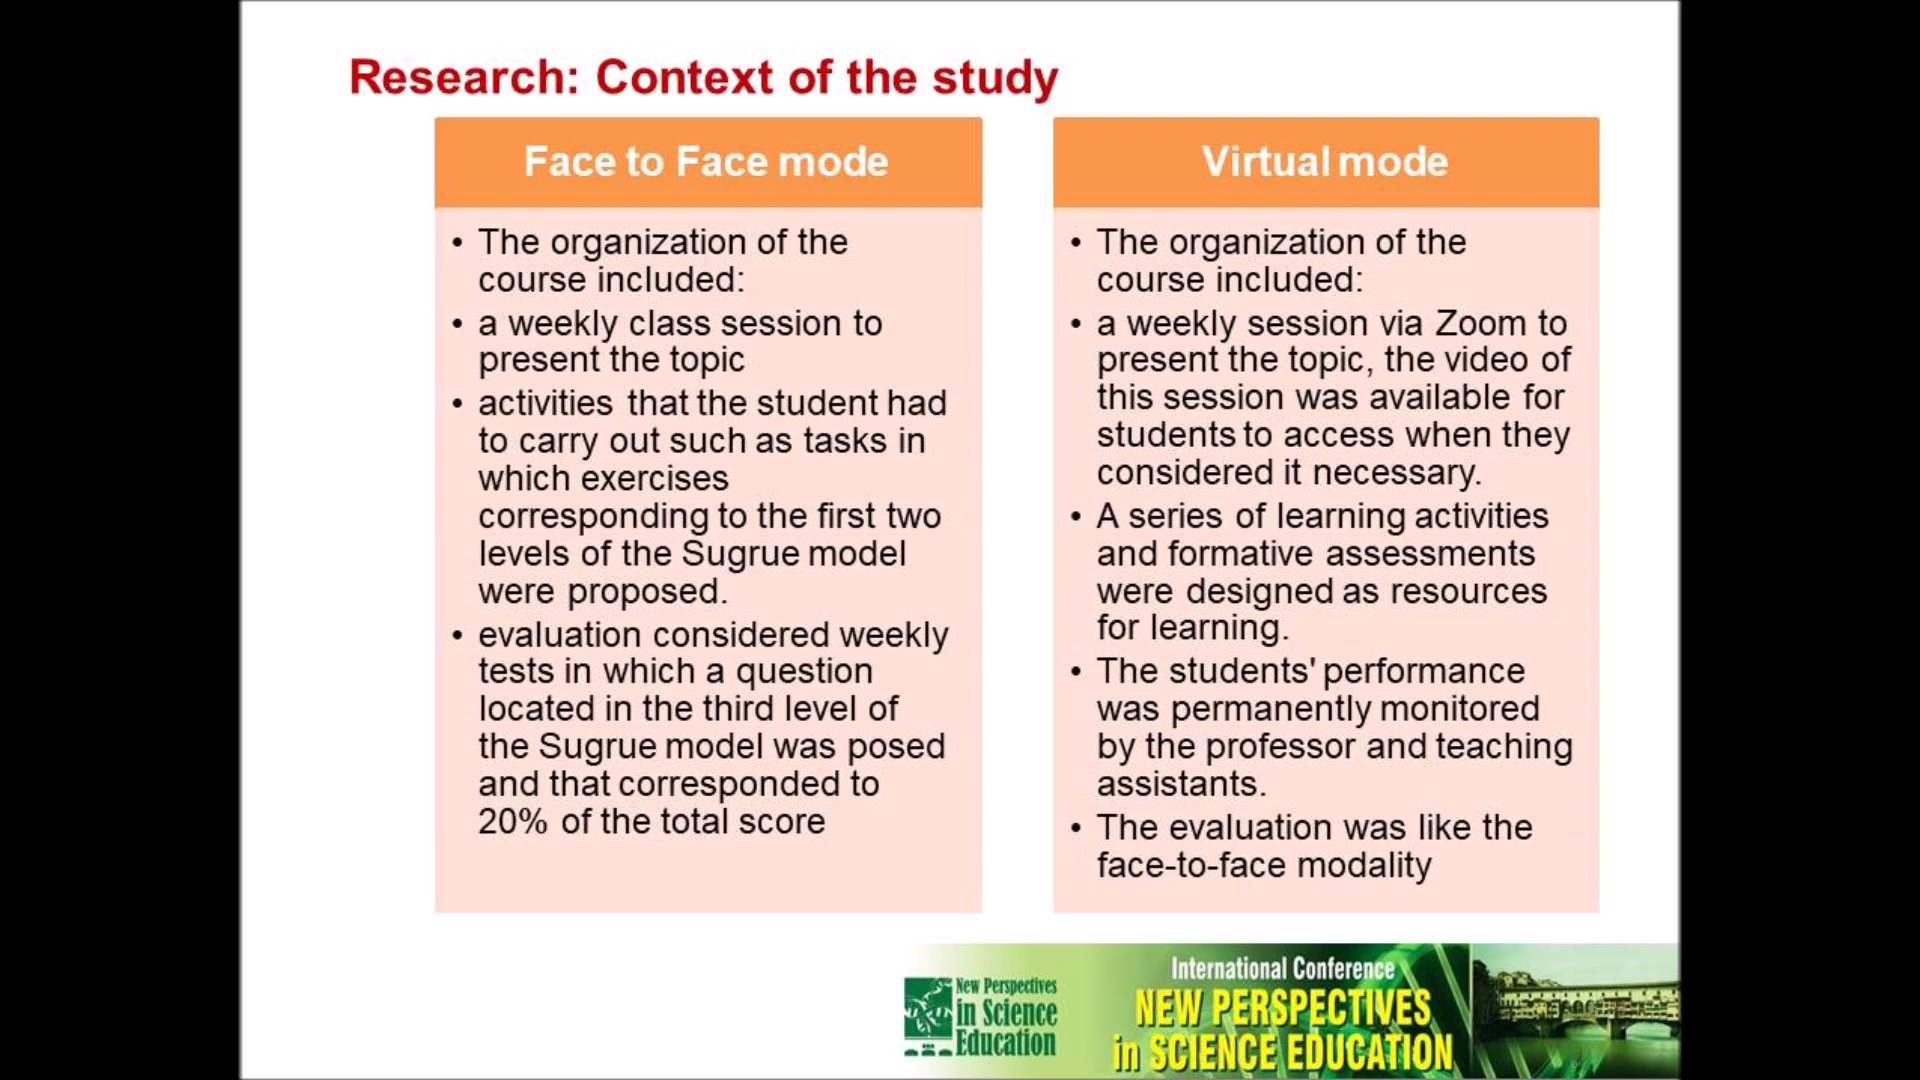 Research: Context of the study
Face to Face mode
• The organization of the
course included:
• a weekly class session to
present the topic
• activities that the student had
to carry out such as tasks in
which exercises
corresponding to the first two
levels of the Sugrue model
were proposed.
• evaluation considered weekly
tests in which a question
located in the third level of
the Sugrue model was posed
and that corresponded to
20% of the total score
Virtual mode
• The organization of the
course included:
• a weekly session via Zoom to
present the topic, the video of
this session was available for
students to access when they
considered it necessary.
• A series of learning activities
and formative assessments
were designed as resources
for learning.
• The students' performance
was permanently monitored
by the professor and teaching
assistants.
• The evaluation was like the
face-to-face modality
New Perspectives
in Science
Education
International Conference
NEW PERSPECTIVES
in SCIENCE EDUCATION